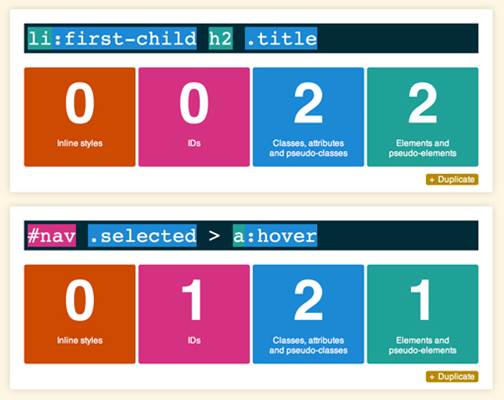 li:first-child h2 .title
0 0 2 2
Inline styles IDs Classes, attributes and pseudo-classes Elements and pseudo-elements
+ Duplicate
#nav .selected > a:hover
0 1 2 1
Inline styles IDs Classes, attributes and pseudo-classes Elements and pseudo-elements
+ Duplicate